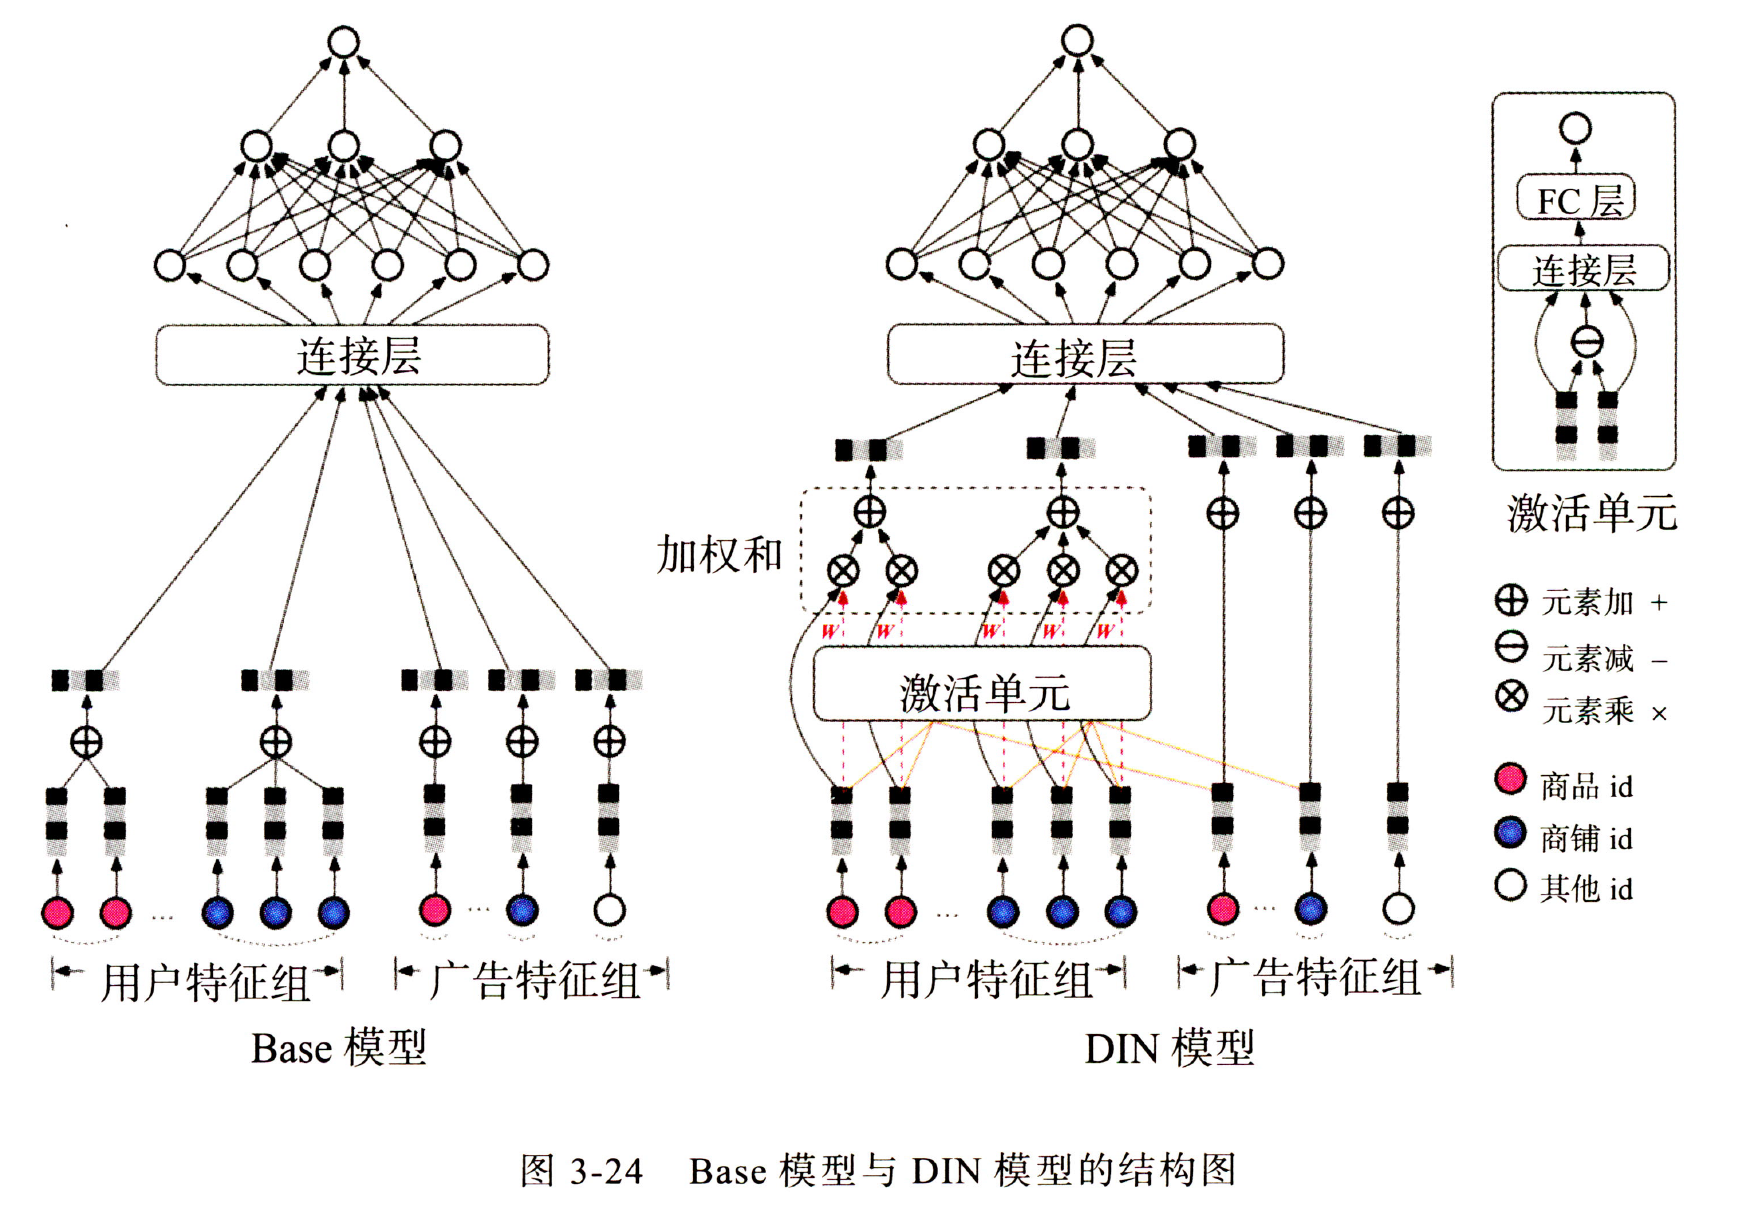 连接层
用户特征组
广告特征组
Base 模型
连接层
加权和
w w w w w
激活单元
用户特征组
广告特征组
DIN 模型
FC 层
连接层
激活单元
元素加 +
元素减 −
元素乘 ×
商品 id
商铺 id
其他 id
图 3-24 Base 模型与 DIN 模型的结构图